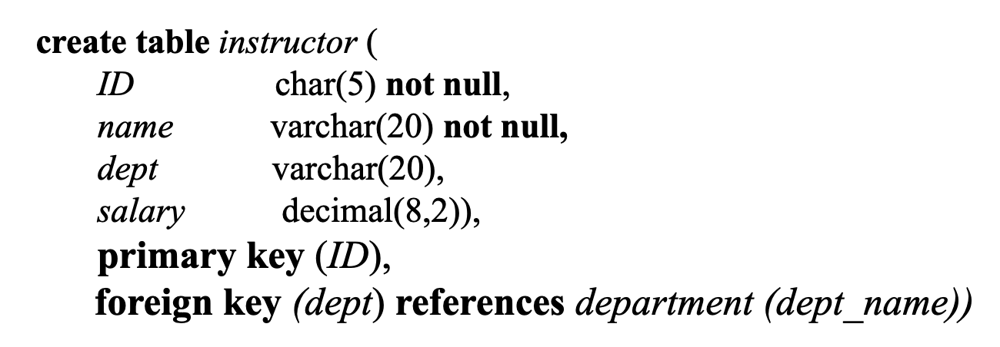 create table instructor (
ID char(5) not null,
name varchar(20) not null,
dept varchar(20),
salary decimal(8,2)),
primary key (ID),
foreign key (dept) references department (dept_name))